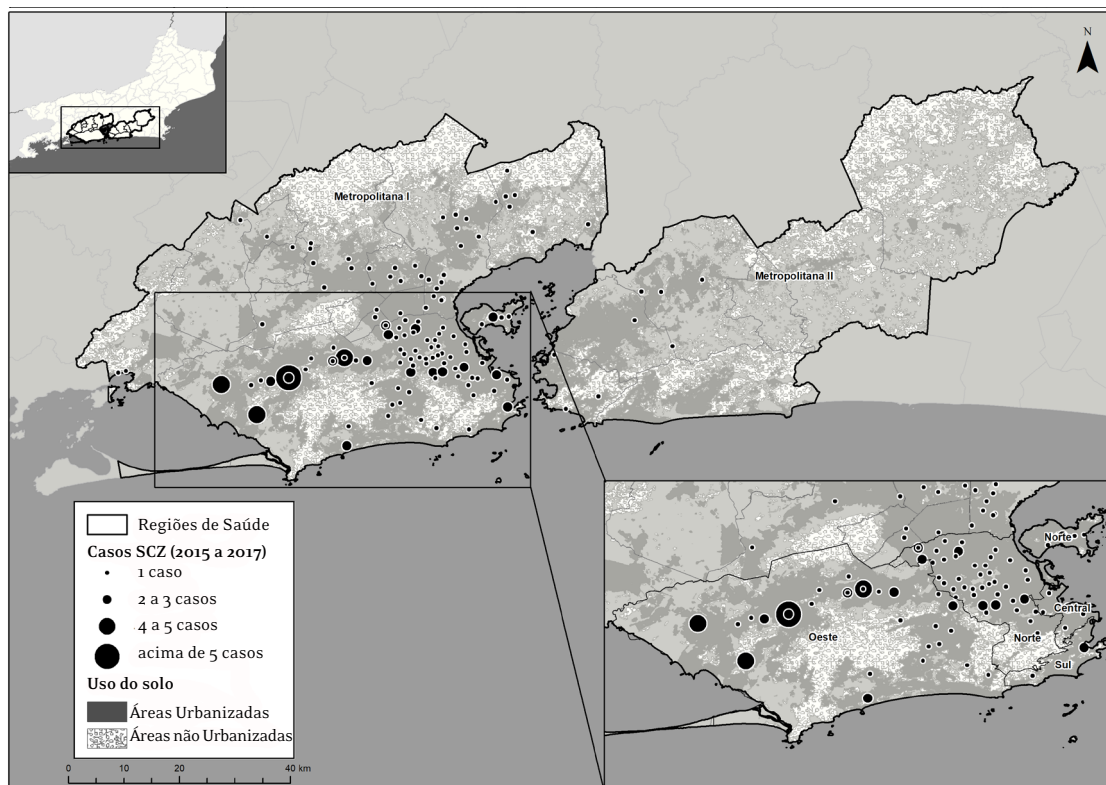 N
Metropolitana I
Metropolitana II
Regiões de Saúde
Casos SCZ (2015 a 2017)
1 caso
2 a 3 casos
4 a 5 casos
acima de 5 casos
Uso do solo
Áreas Urbanizadas
Áreas não Urbanizadas
0 10 20 40 km
Norte
Central
Oeste
Norte
Sul